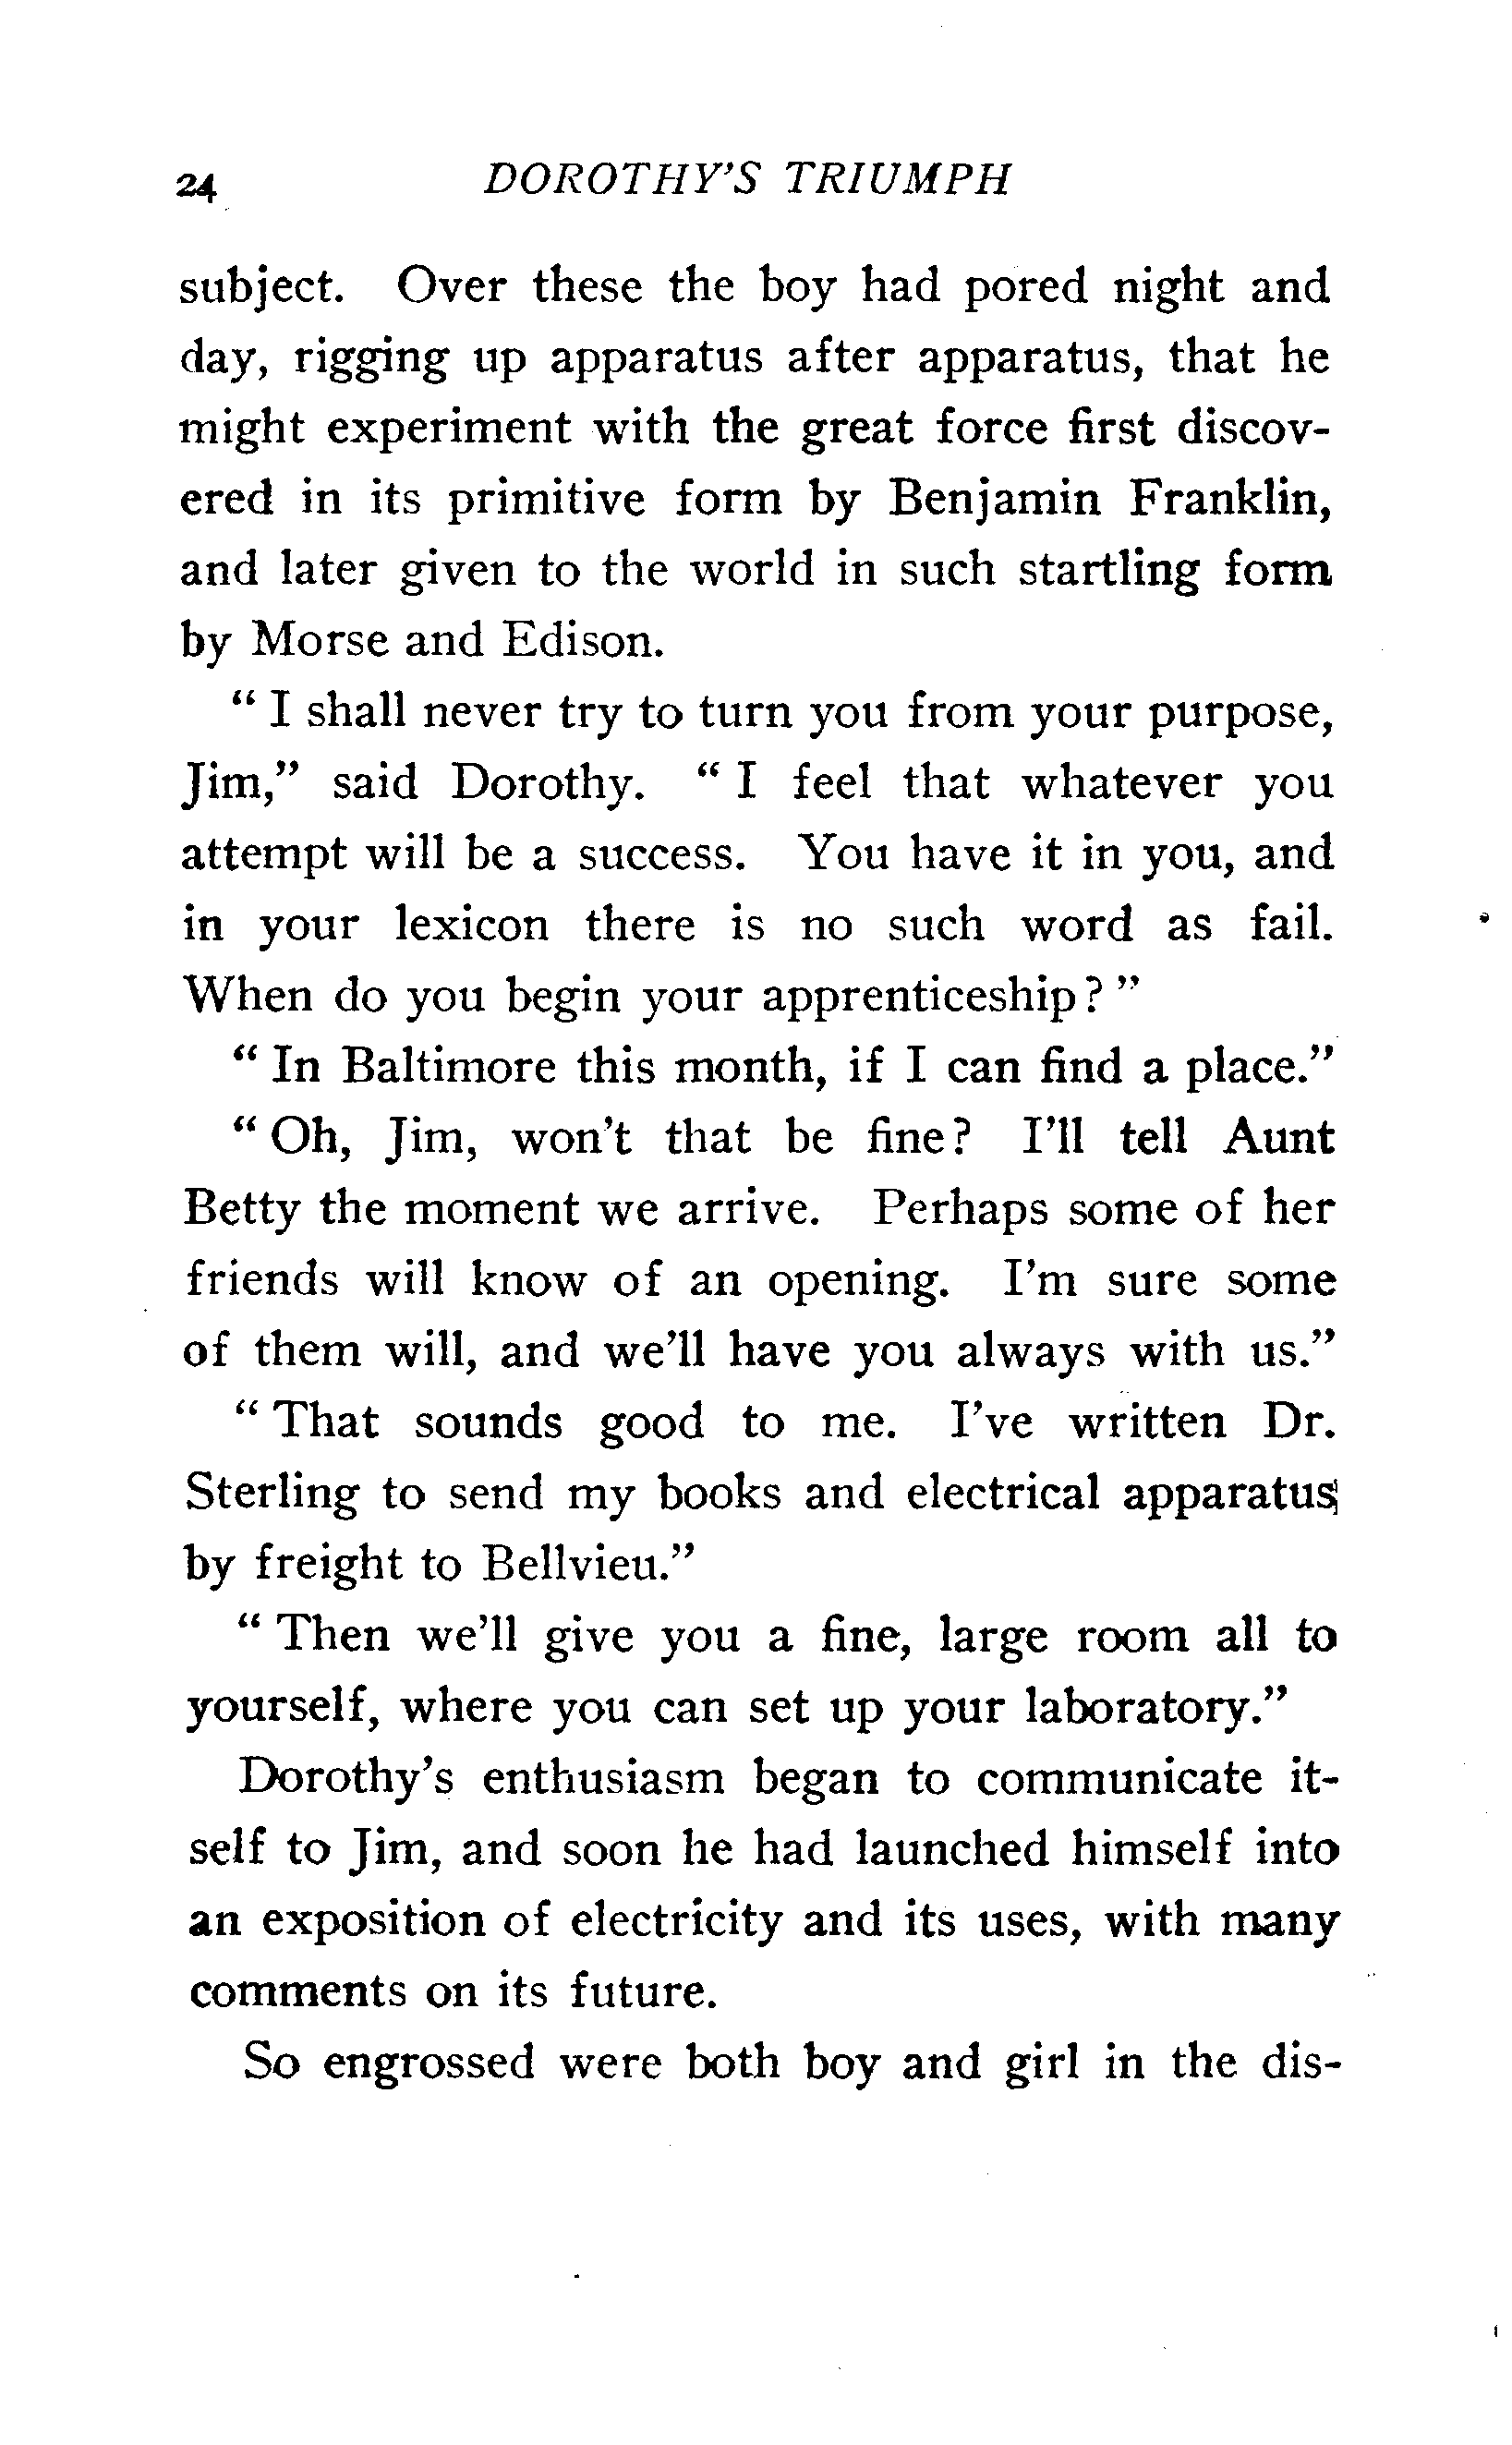 24 DOROTHY'S TRIUMPH
subject. Over these the boy had pored night and
day, rigging up apparatus after apparatus, that he
might experiment with the great force first discov-
ered in its primitive form by Benjamin Franklin,
and later given to the world in such startling form
by Morse and Edison.
" I shall never try to turn you from your purpose,
Jim," said Dorothy. " I feel that whatever you
attempt will be a success. You have it in you, and
in your lexicon there is no such word as fail.
When do you begin your apprenticeship? "
" In Baltimore this month, if I can find a place."
" Oh, Jim, won't that be fine? I'll tell Aunt
Betty the moment we arrive. Perhaps some of her
friends will know of an opening. I'm sure some
of them will, and we'll have you always with us."
" That sounds good to me. I've written Dr.
Sterling to send my books and electrical apparatus
by freight to Bellvieu."
" Then we'll give you a fine, large room all to
yourself, where you can set up your laboratory."
Dorothy's enthusiasm began to communicate it-
self to Jim, and soon he had launched himself into
an exposition of electricity and its uses, with many
comments on its future.
So engrossed were both boy and girl in the dis-